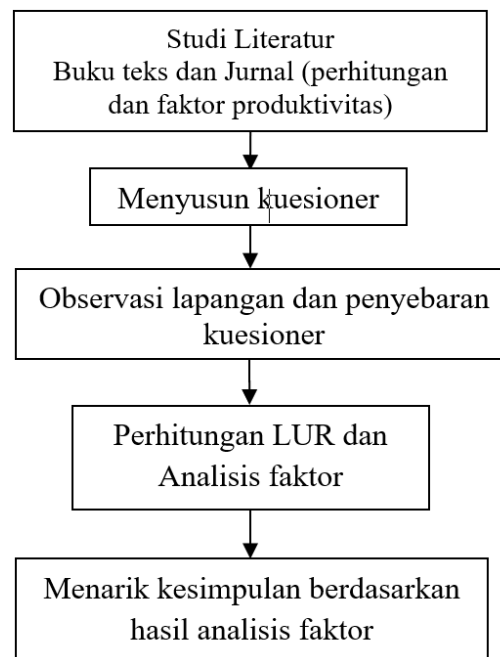 Studi Literatur
Buku teks dan Jurnal (perhitungan
dan faktor produktivitas)
Menyusun kuesioner
Observasi lapangan dan penyebaran
kuesioner
Perhitungan LUR dan
Analisis faktor
Menarik kesimpulan berdasarkan
hasil analisis faktor